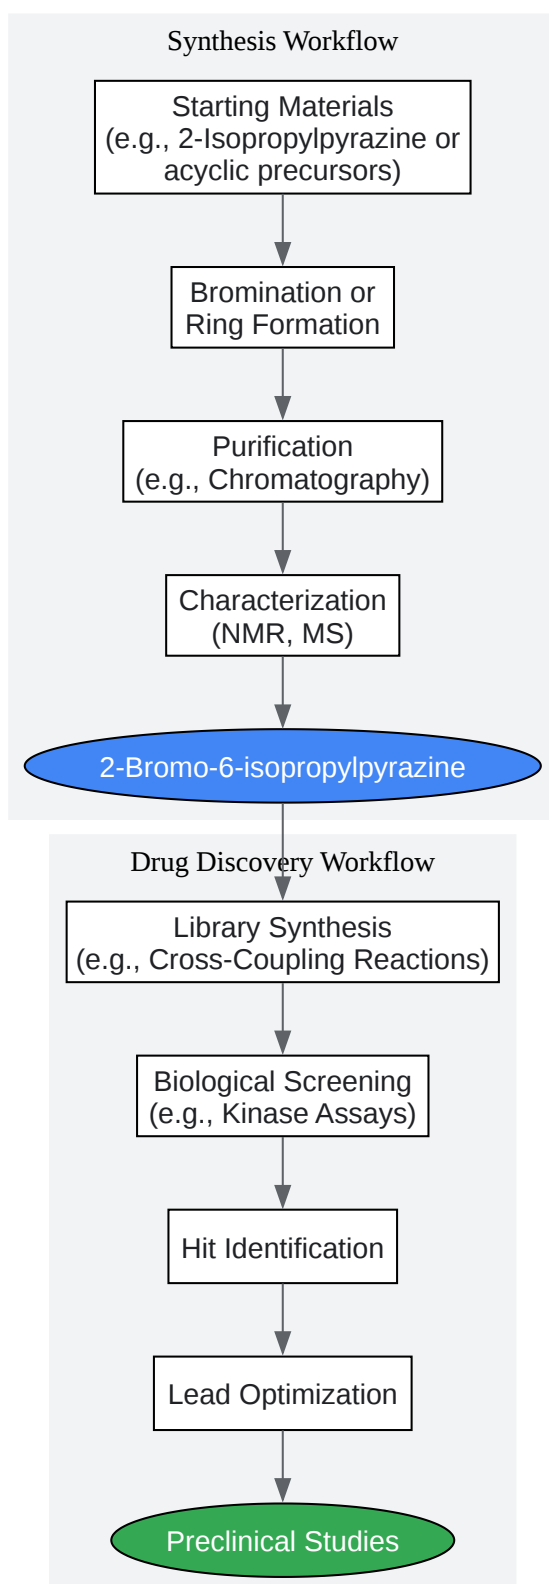 Synthesis Workflow
Starting Materials
(e.g., 2-Isopropylpyrazine or
acyclic precursors)
Bromination or
Ring Formation
Purification
(e.g., Chromatography)
Characterization
(NMR, MS)
2-Bromo-6-isopropylpyrazine
Drug Discovery Workflow
Library Synthesis
(e.g., Cross-Coupling Reactions)
Biological Screening
(e.g., Kinase Assays)
Hit Identification
Lead Optimization
Preclinical Studies